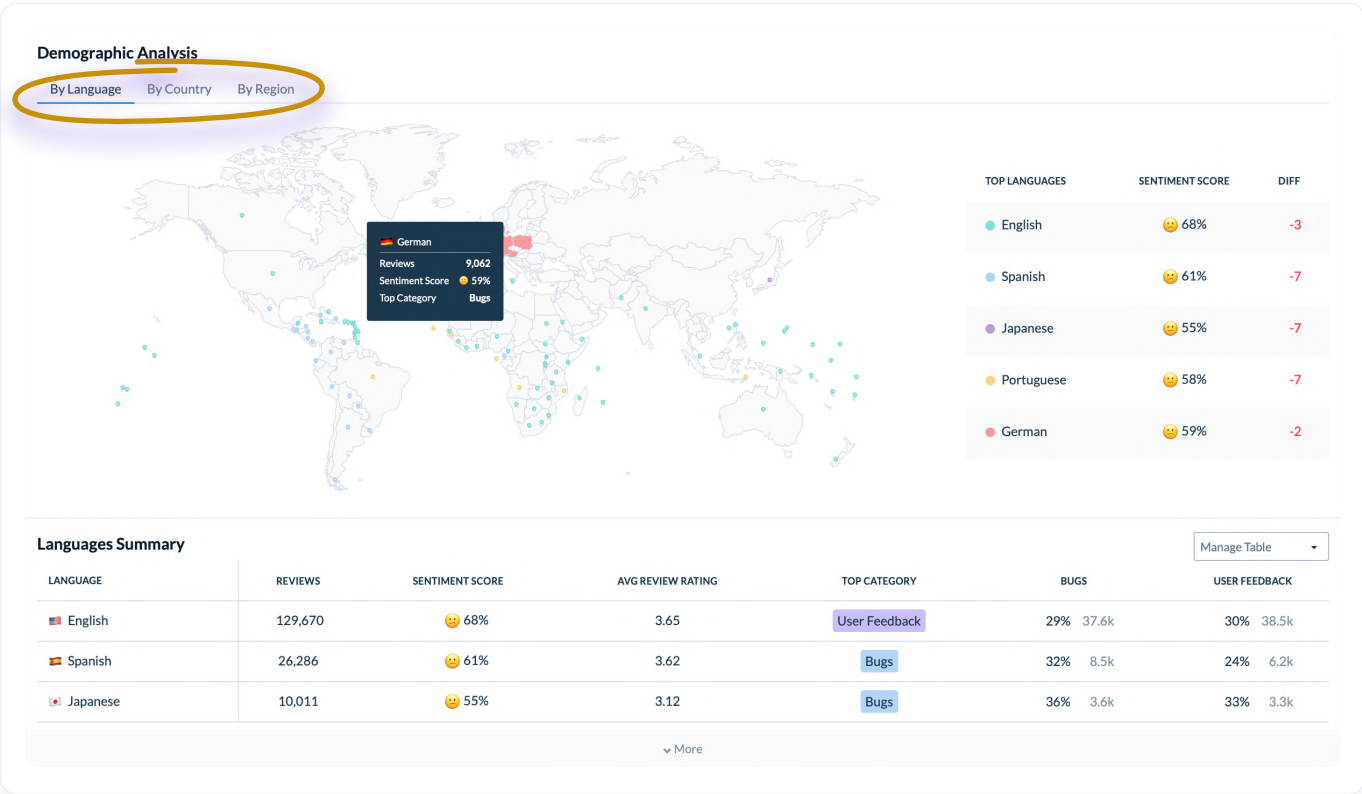 Demographic Analysis
By Language By Country By Region
German
Reviews 9,062
Sentiment Score 59%
Top Category Bugs
TOP LANGUAGES SENTIMENT SCORE DIFF
English 68% -3
Spanish 61% -7
Japanese 55% -7
Portuguese 58% -7
German 59% -2
Languages Summary
Manage Table
LANGUAGE REVIEWS SENTIMENT SCORE AVG REVIEW RATING TOP CATEGORY BUGS USER FEEDBACK
English 129,670 68% 3.65 User Feedback 29% 37.6k 30% 38.5k
Spanish 26,286 61% 3.62 Bugs 32% 8.5k 24% 6.2k
Japanese 10,011 55% 3.12 Bugs 36% 3.6k 33% 3.3k
More